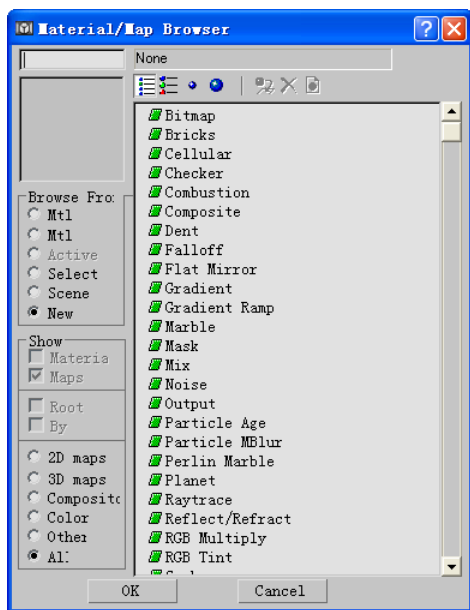 Material/Map Browser
None
Bitmap
Bricks
Cellular
Checker
Combustion
Composite
Dent
Falloff
Flat Mirror
Gradient
Gradient Ramp
Marble
Mask
Mix
Noise
Output
Particle Age
Particle MBlur
Perlin Marble
Planet
Raytrace
Reflect/Refract
RGB Multiply
RGB Tint
Browse Fro
Mtl
Mtl
Active
Select
Scene
New
Show
Materia
Maps
Root
By
2D maps
3D maps
Composito
Color
Other
All
OK
Cancel